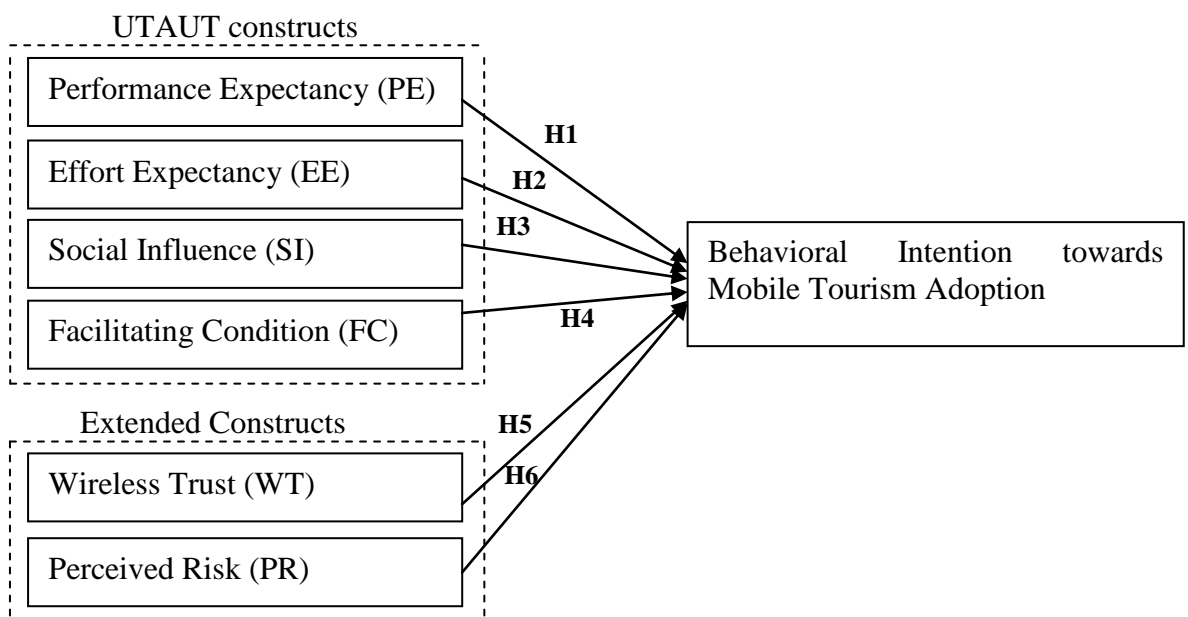 UTAUT constructs
Performance Expectancy (PE)
H1
Effort Expectancy (EE)
H2
H3
Social Influence (SI)
Behavioral Intention towards
Mobile Tourism Adoption
Facilitating Condition (FC)
H4
Extended Constructs
H5
Wireless Trust (WT)
H6
Perceived Risk (PR)